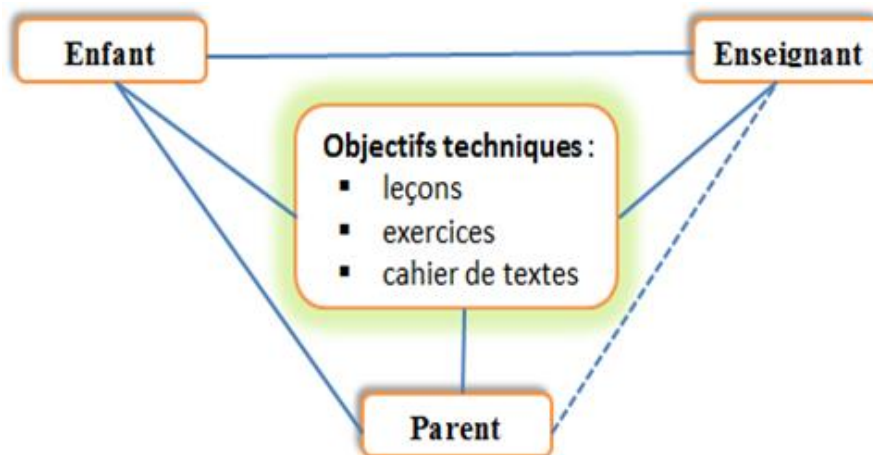 Enfant
Enseignant
Objectifs techniques :
▪ leçons
▪ exercices
▪ cahier de textes
Parent